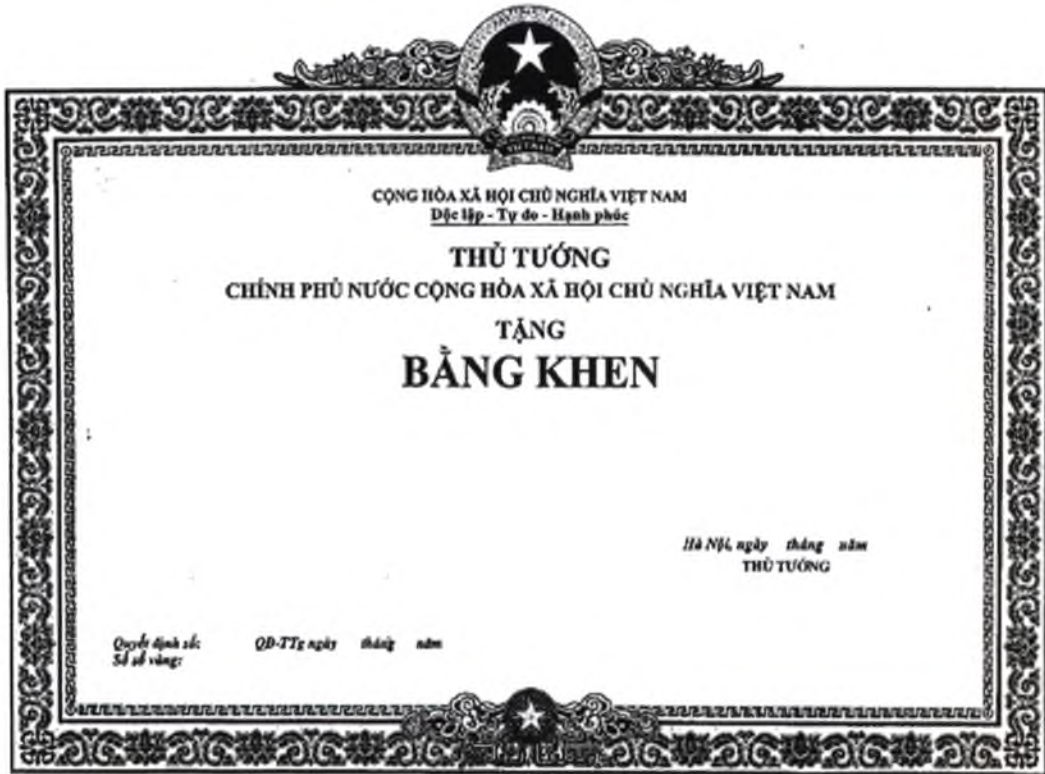 CỘNG HÒA XÃ HỘI CHỦ NGHĨA VIỆT NAM
Độc lập - Tự do - Hạnh phúc
THỦ TƯỚNG
CHÍNH PHỦ NƯỚC CỘNG HÒA XÃ HỘI CHỦ NGHĨA VIỆT NAM
TẶNG
BẰNG KHEN
Hà Nội, ngày tháng năm
THỦ TƯỚNG
Quyết định số: QĐ-TTg ngày tháng năm
Số sổ vàng: